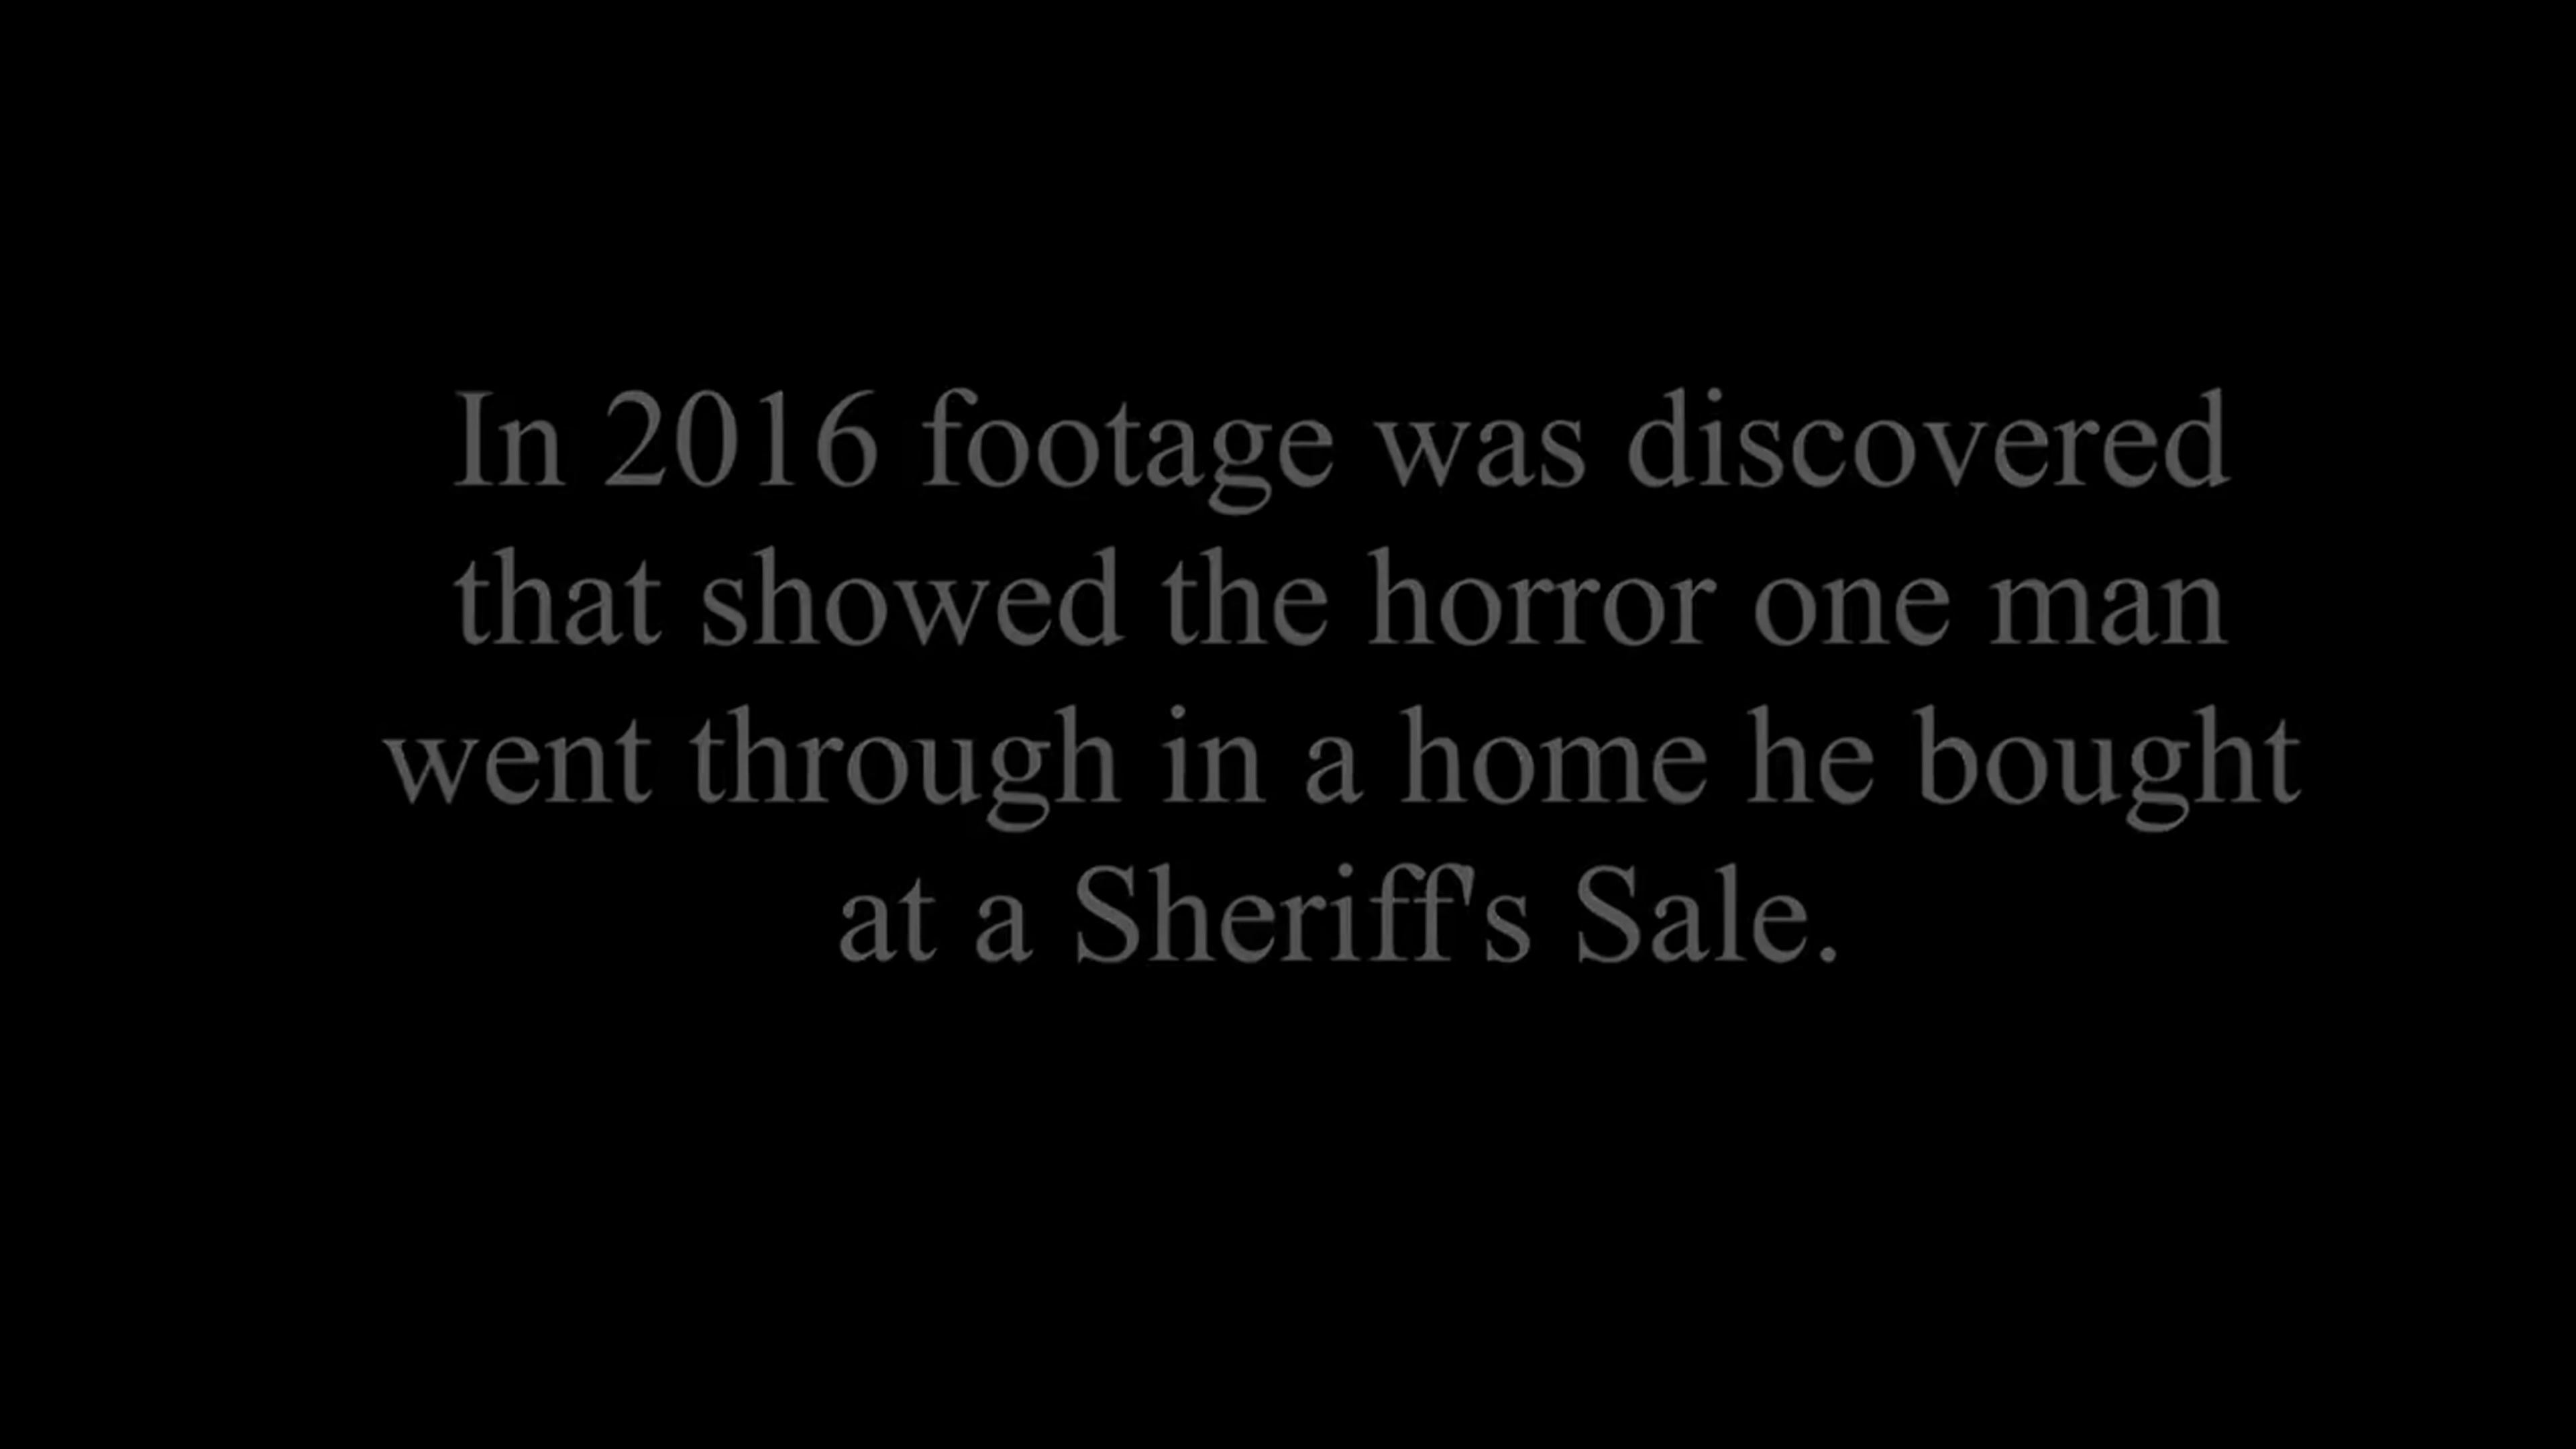 In 2016 footage was discovered
that showed the horror one man
went through in a home he bought
at a Sheriff's Sale.